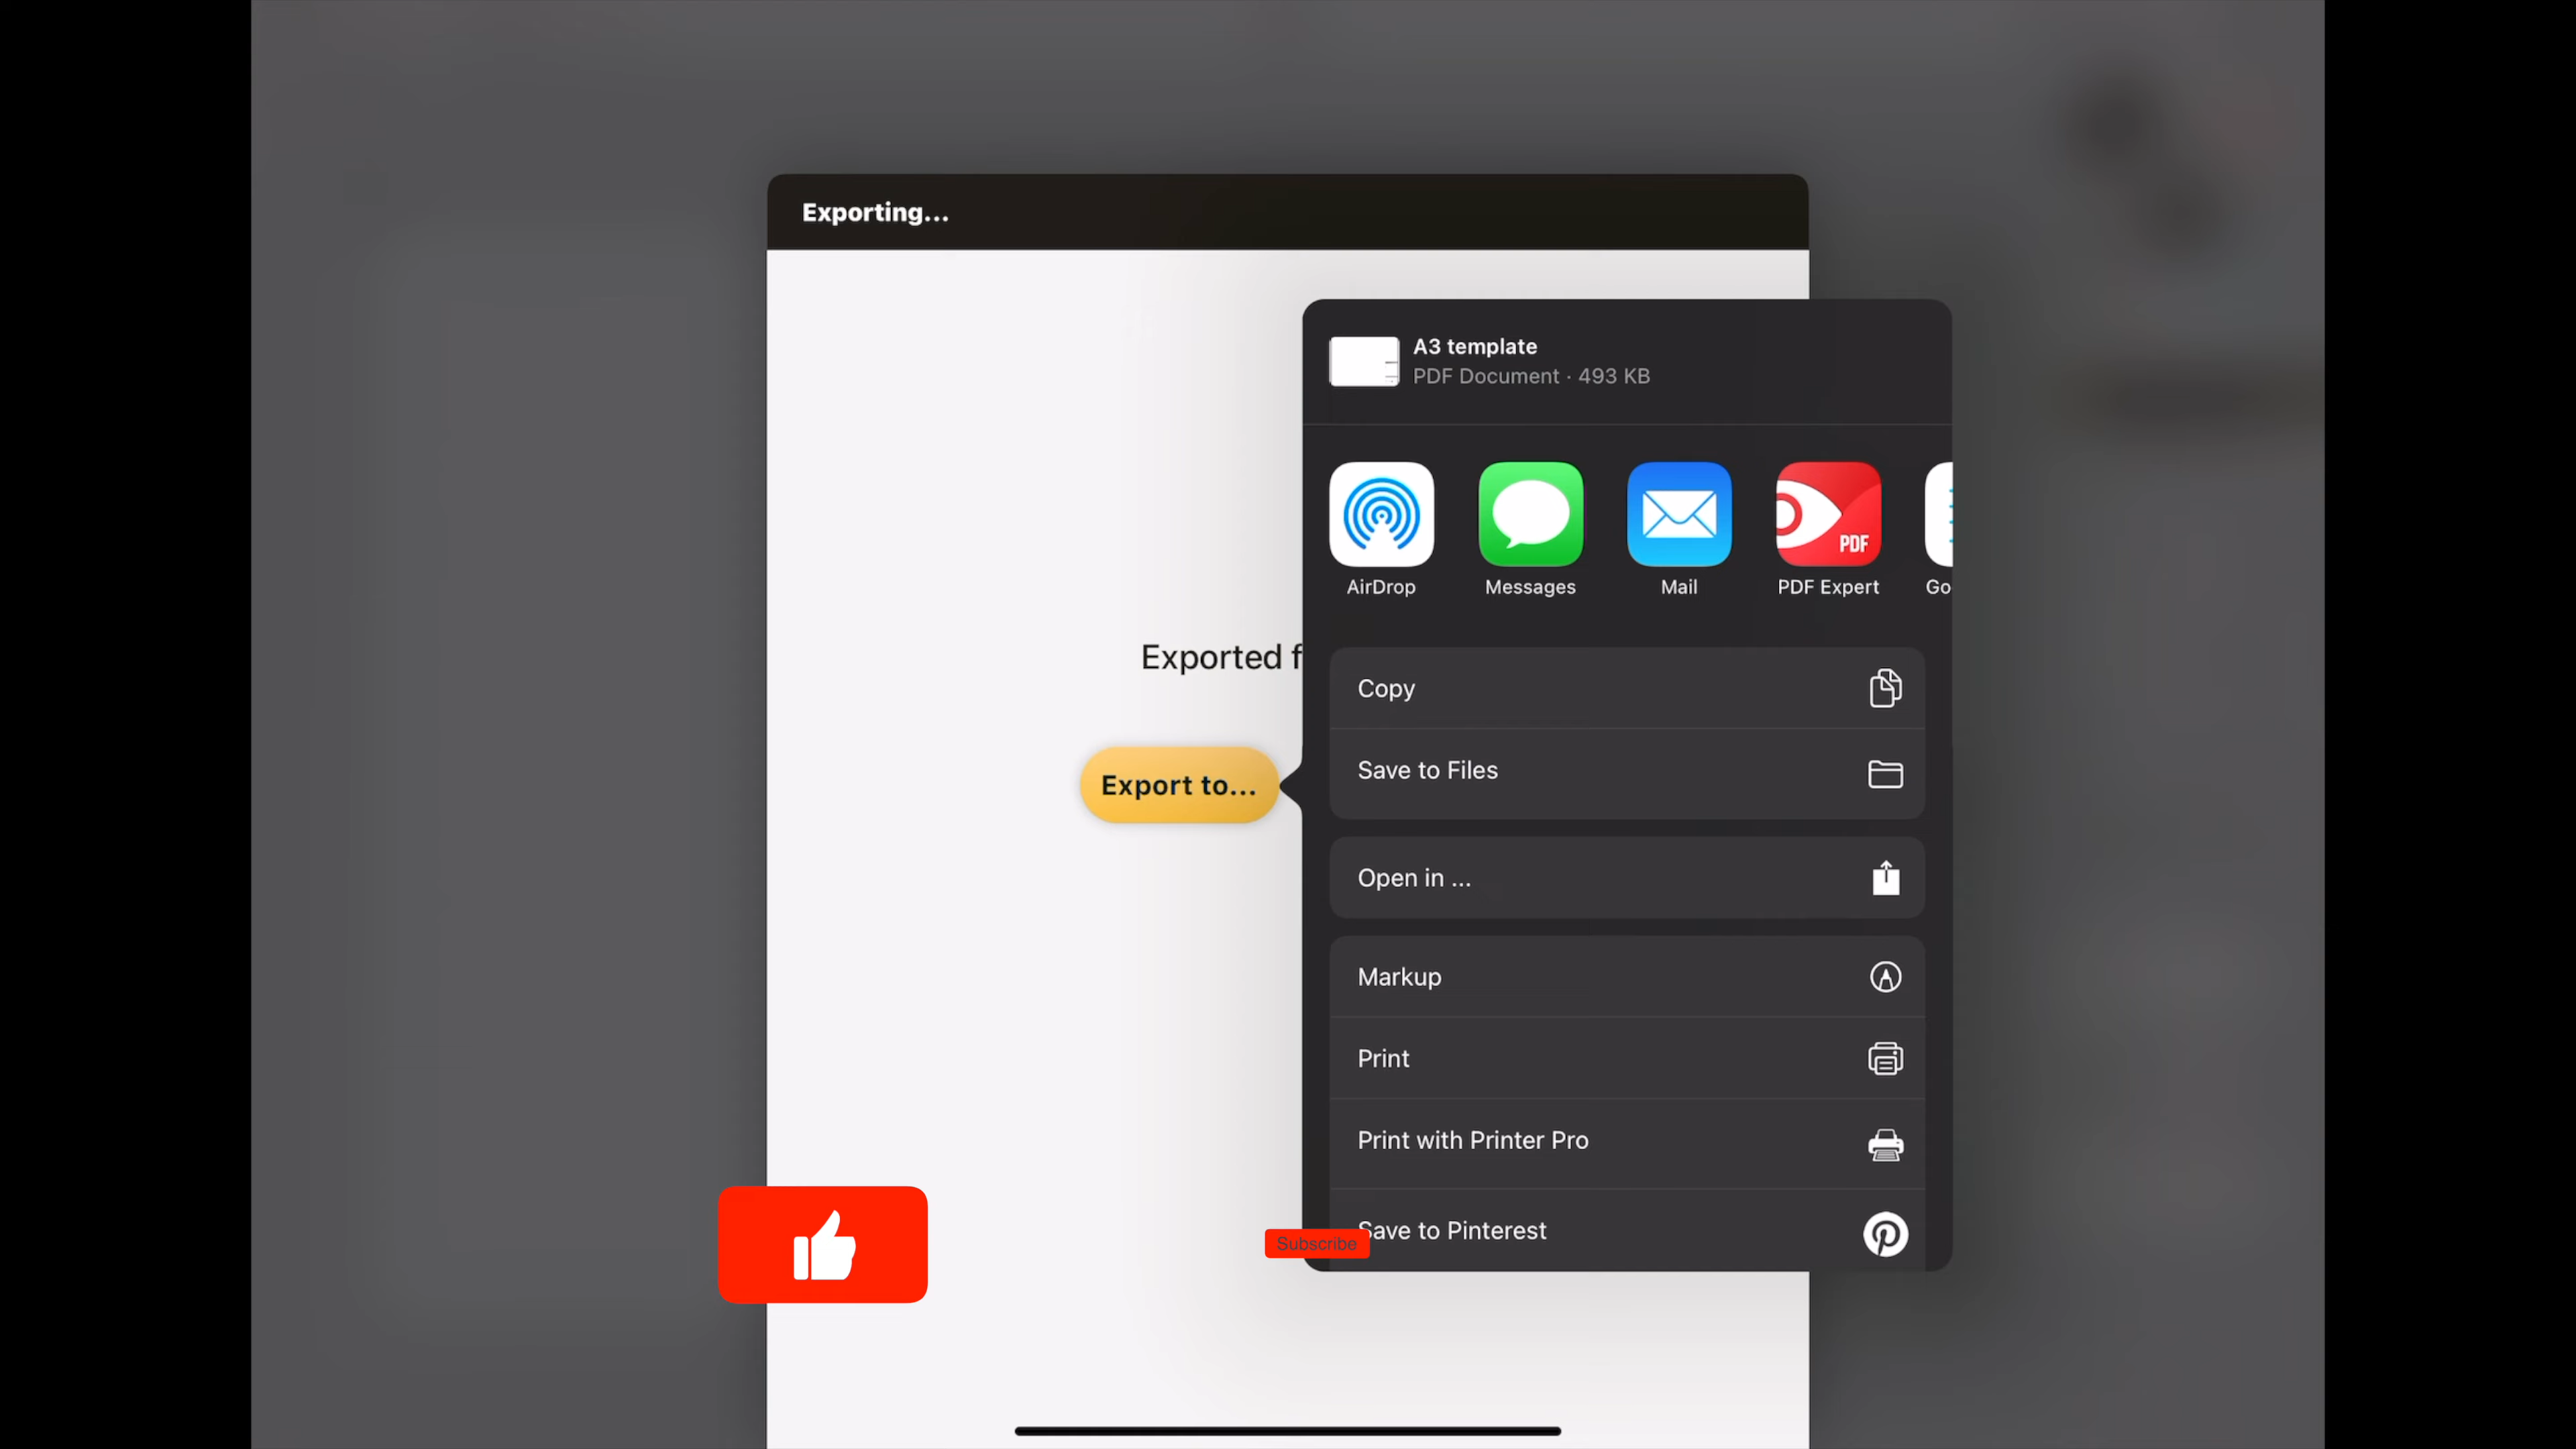 Exporting...
A3 template
PDF Document · 493 KB
PDF
AirDrop
Messages
Mail
PDF Expert
Go
Exported f
Copy
Save to Files
Export to...
Open in ...
Markup
Print
Print with Printer Pro
Save to Pinterest
Subscribe